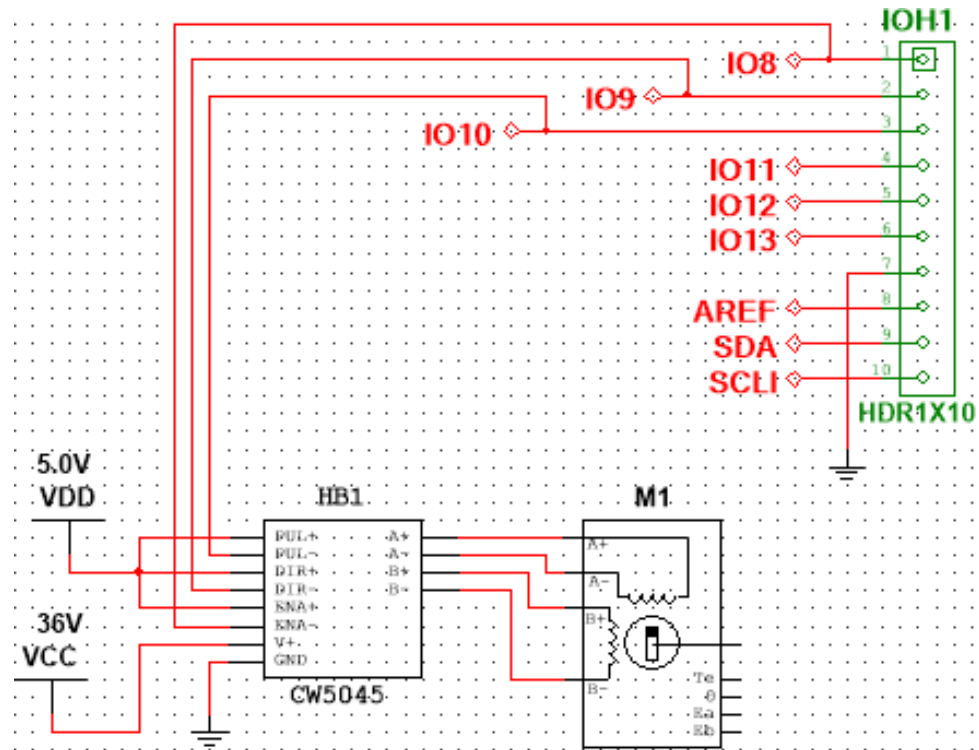 IOH1
IO8
1
IO9
2
IO10
3
IO11
4
IO12
5
IO13
6
7
AREF
8
SDA
9
SCLI
10
HDR1X10
5.0V
VDD
HB1
M1
PUL+ A+
PUL- A-
DIR+ B+
DIR- B-
ENA+
ENA-
V+
GND
CW5045
36V
VCC
A+
A-
B+
B-
Te
θ
Ea
Eb